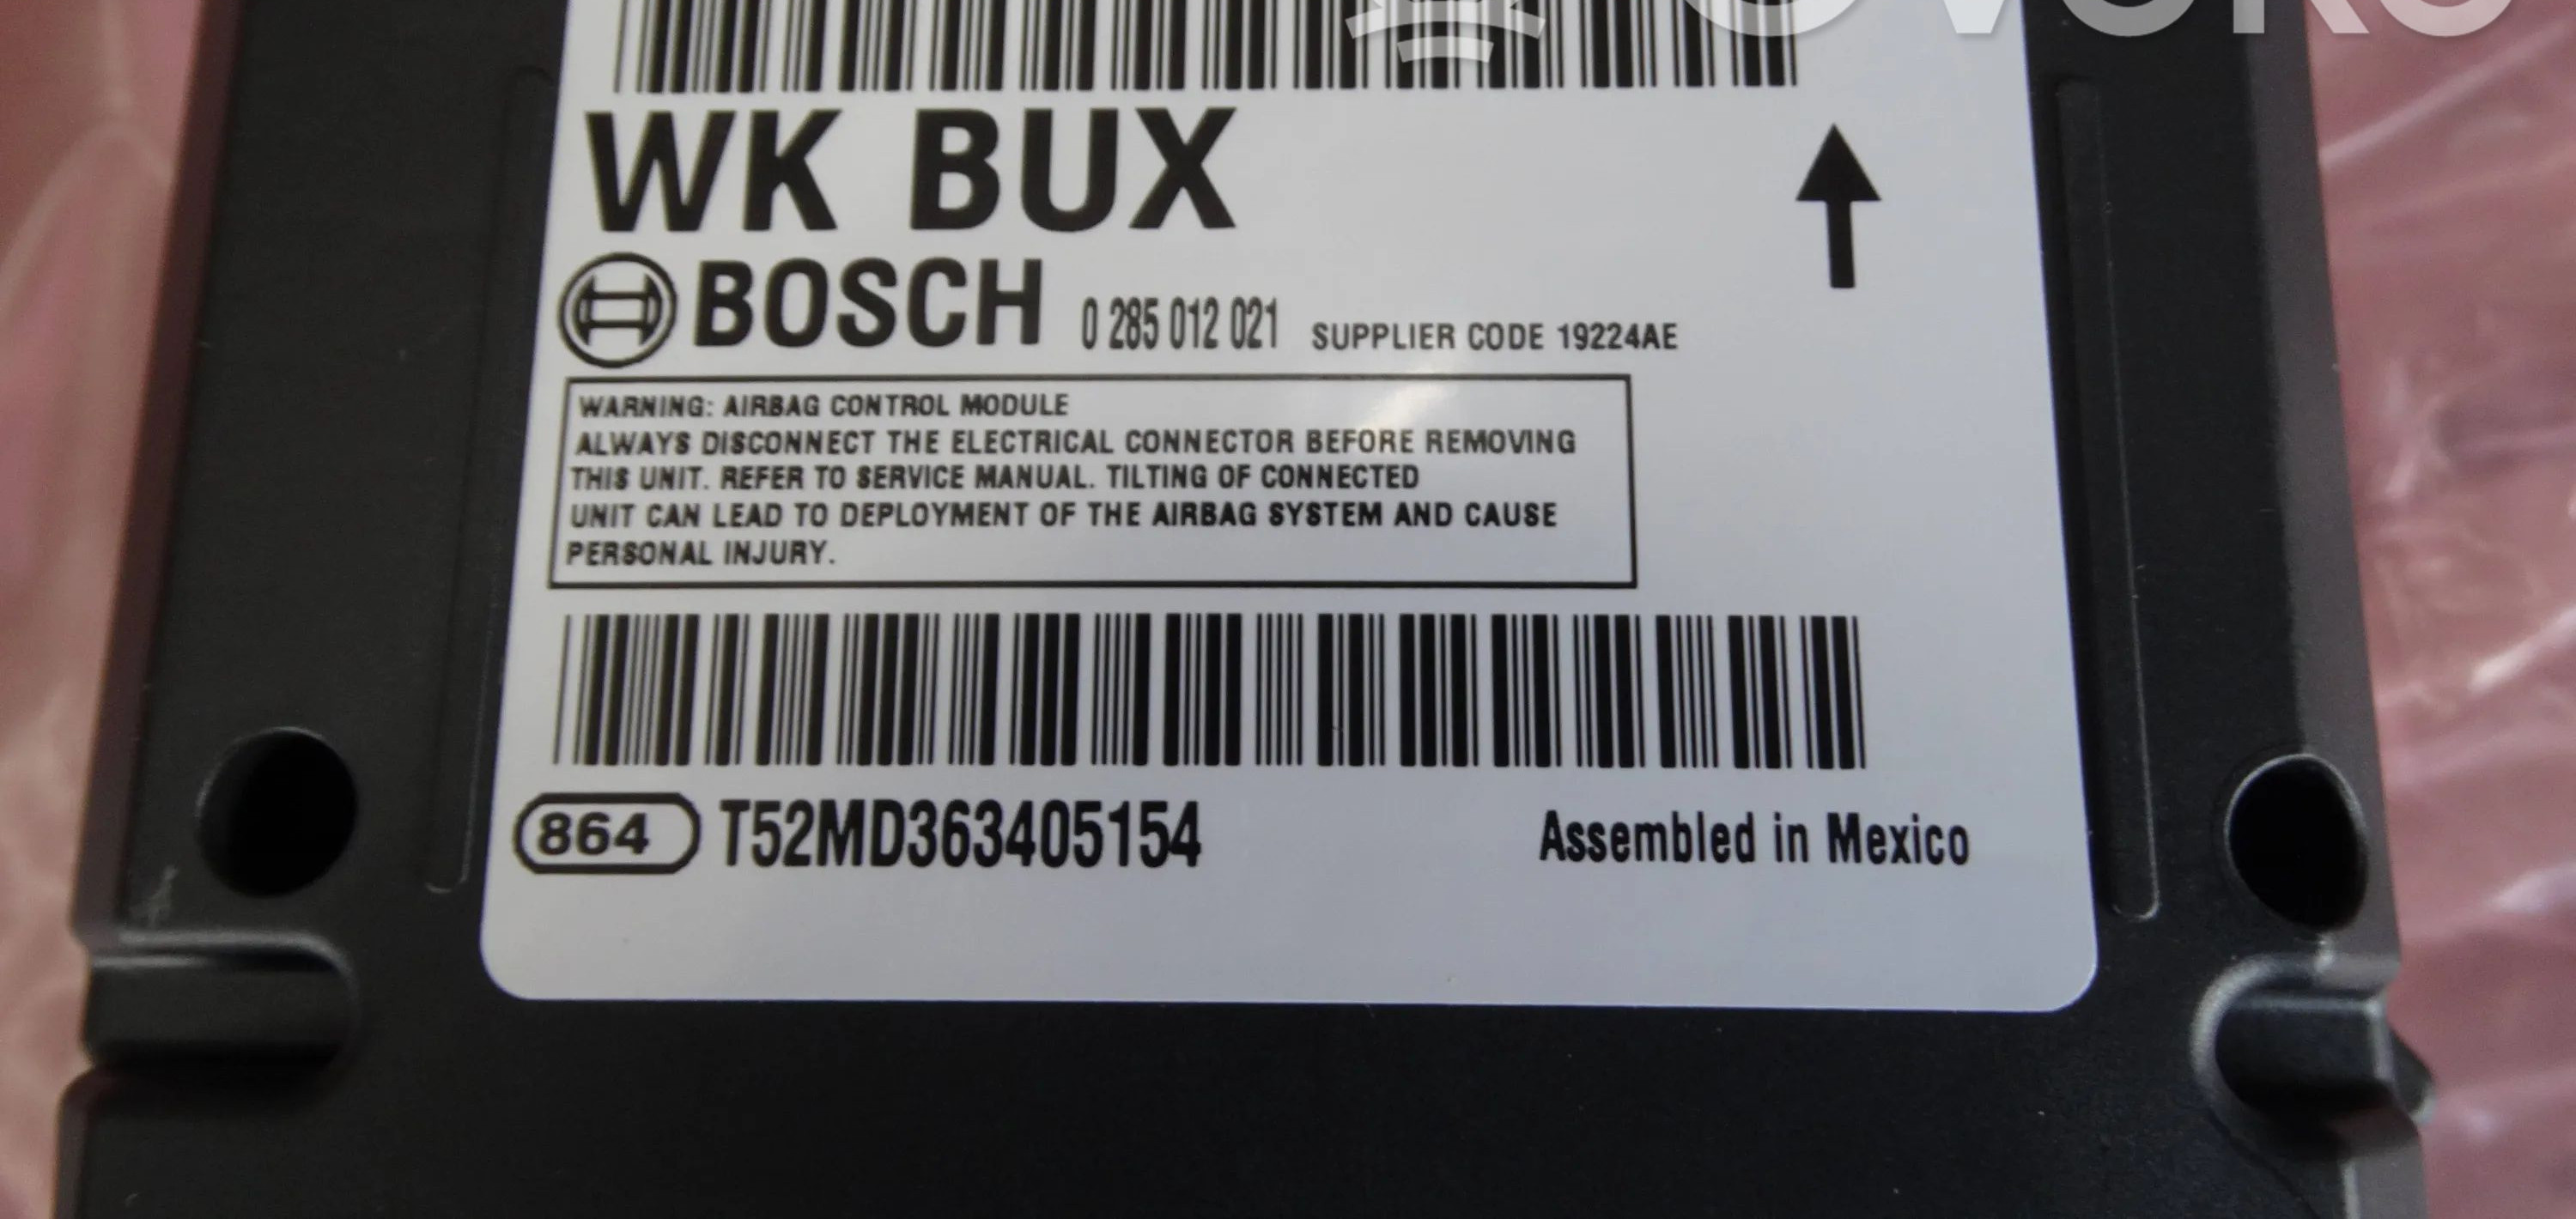 WK BUX
BOSCH 0 285 012 021 SUPPLIER CODE 19224AE
WARNING: AIRBAG CONTROL MODULE
ALWAYS DISCONNECT THE ELECTRICAL CONNECTOR BEFORE REMOVING
THIS UNIT. REFER TO SERVICE MANUAL. TILTING OF CONNECTED
UNIT CAN LEAD TO DEPLOYMENT OF THE AIRBAG SYSTEM AND CAUSE
PERSONAL INJURY.
864 T52MD363405154 Assembled in Mexico